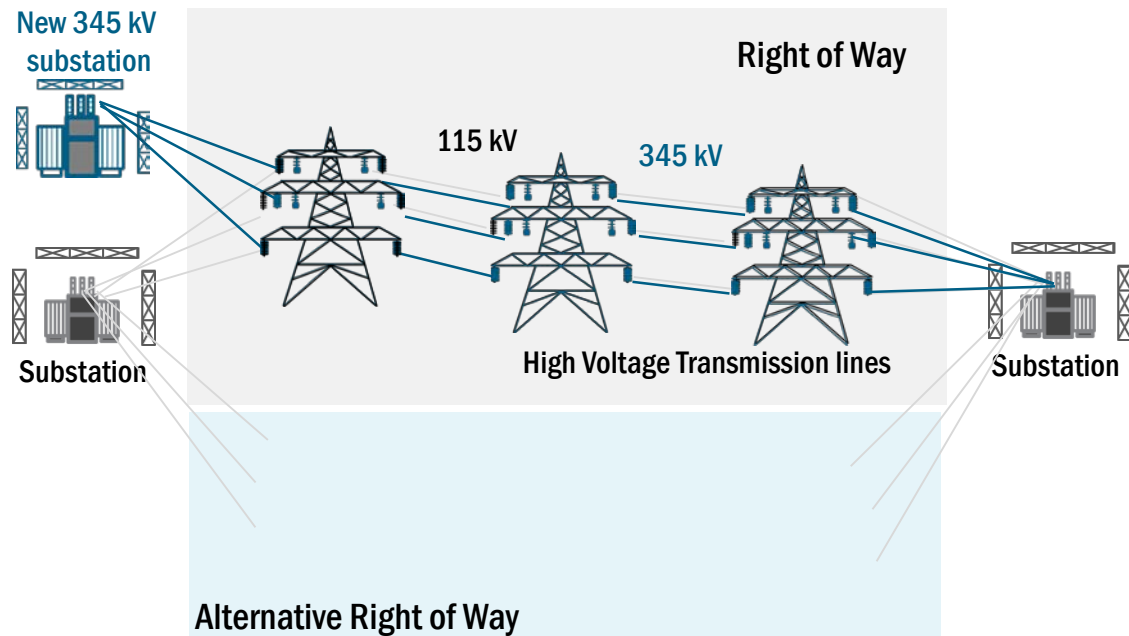 New 345 kV
substation
Right of Way
115 kV
345 kV
High Voltage Transmission lines
Substation
Substation
Alternative Right of Way